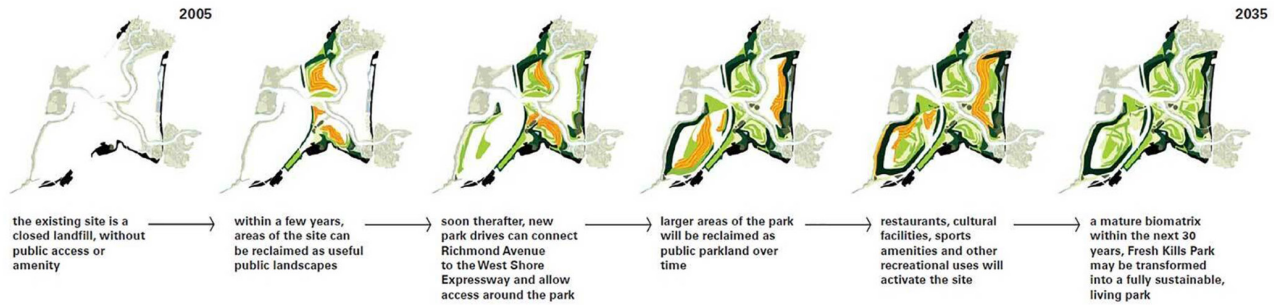 2005
2035
the existing site is a
closed landfill, without
public access or
amenity
within a few years,
areas of the site can
be reclaimed as useful
public landscapes
soon therafter, new
park drives can connect
Richmond Avenue
to the West Shore
Expressway and allow
access around the park
larger areas of the park
will be reclaimed as
public parkland over
time
restaurants, cultural
facilities, sports
amenities and other
recreational uses will
activate the site
a mature biomatrix
within the next 30
years, Fresh Kills Park
may be transformed
into a fully sustainable,
living park